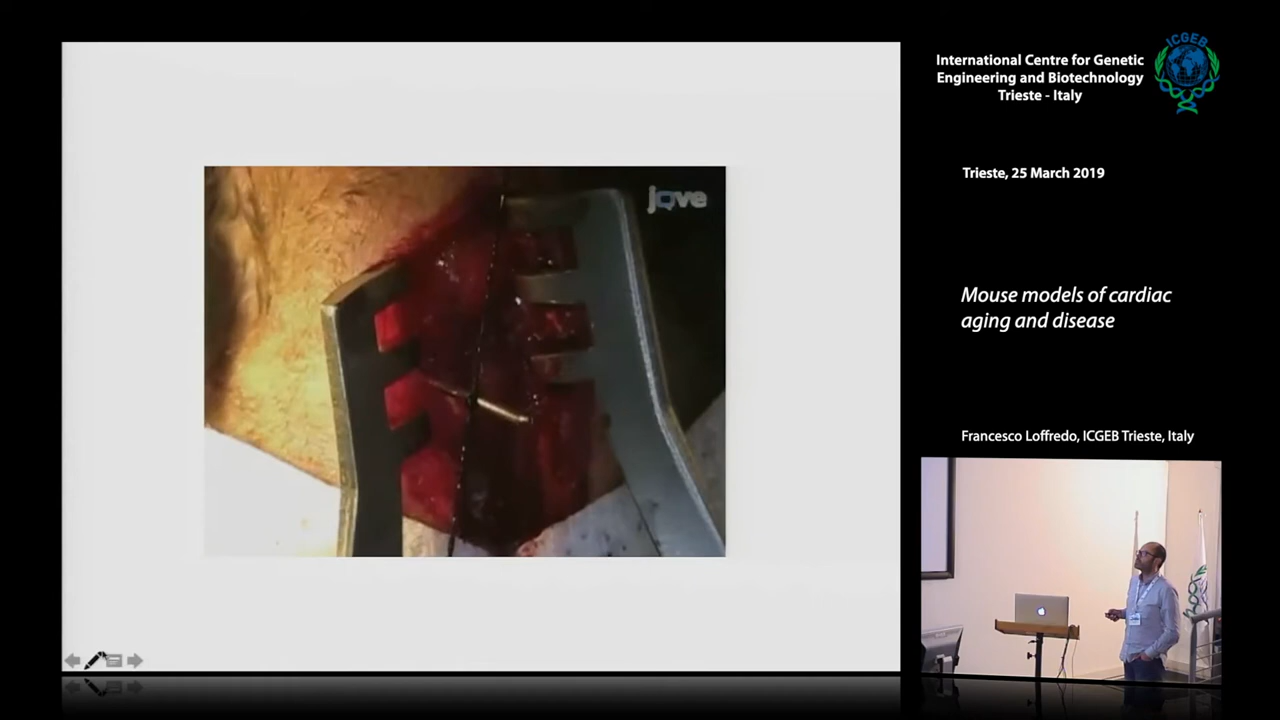 jove
International Centre for Genetic
Engineering and Biotechnology
Trieste - Italy
ICGEB
Trieste, 25 March 2019
Mouse models of cardiac
aging and disease
Francesco Loffredo, ICGEB Trieste, Italy